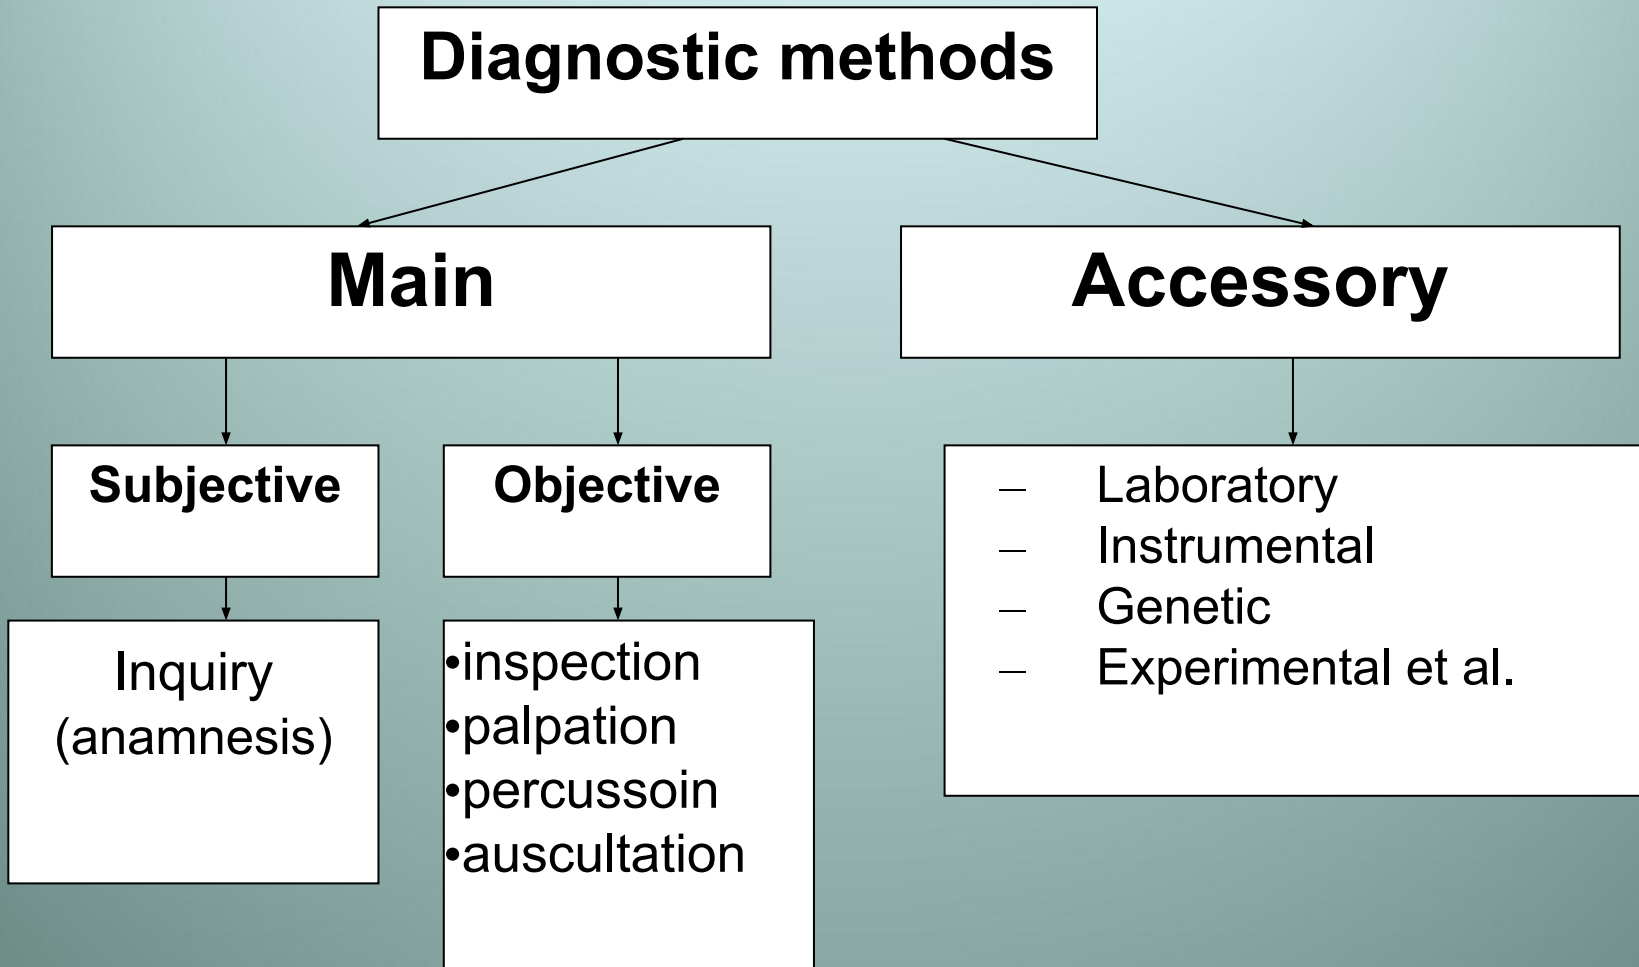 Diagnostic methods
Main
Accessory
Subjective
Objective
Inquiry
(anamnesis)
•inspection
•palpation
•percussoin
•auscultation
– Laboratory
– Instrumental
– Genetic
– Experimental et al.